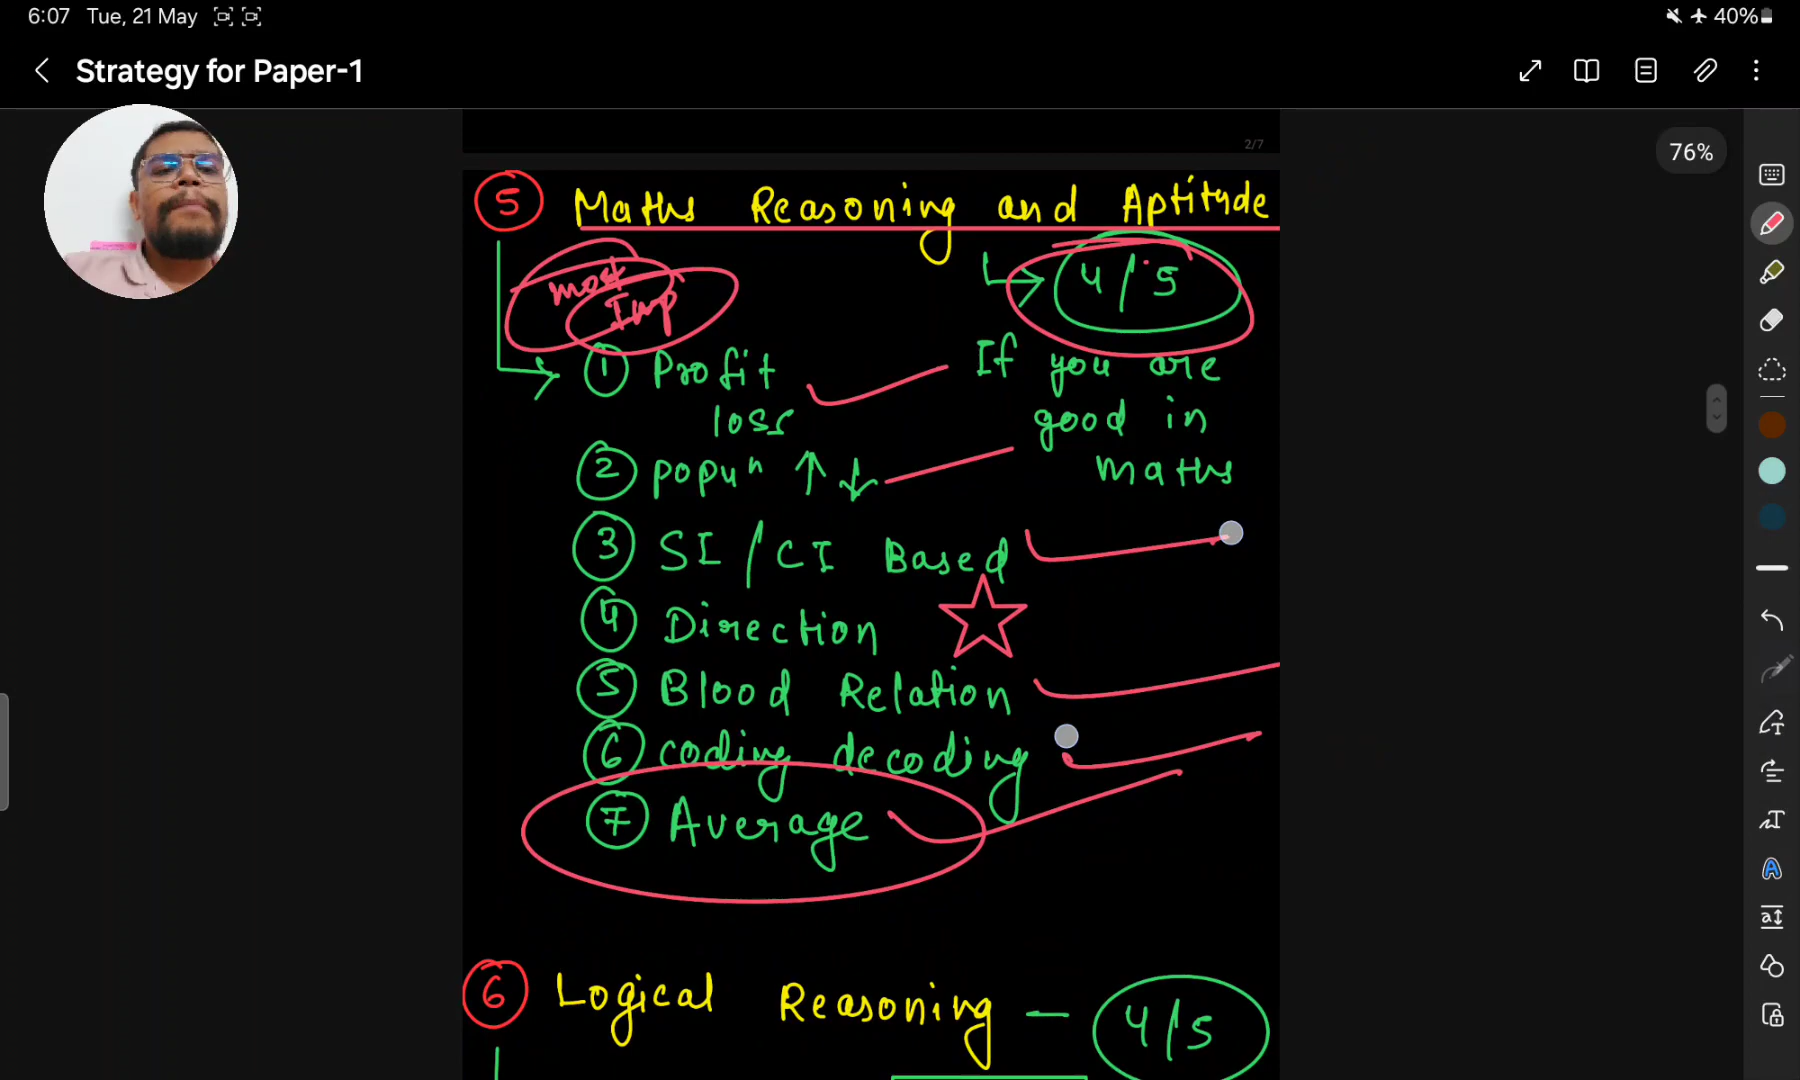 6:07 Tue, 21 May 40%
Strategy for Paper-1
76%
2/7
5 Maths Reasoning and Aptitude
most
Imp
4/5
1 Profit
loss
If you are
good in
maths
2 popuⁿ ↑ ↓
3 SI/CI Based
4 Direction
5 Blood Relation
6 coding decoding
7 Average
6 Logical Reasoning — 4/5